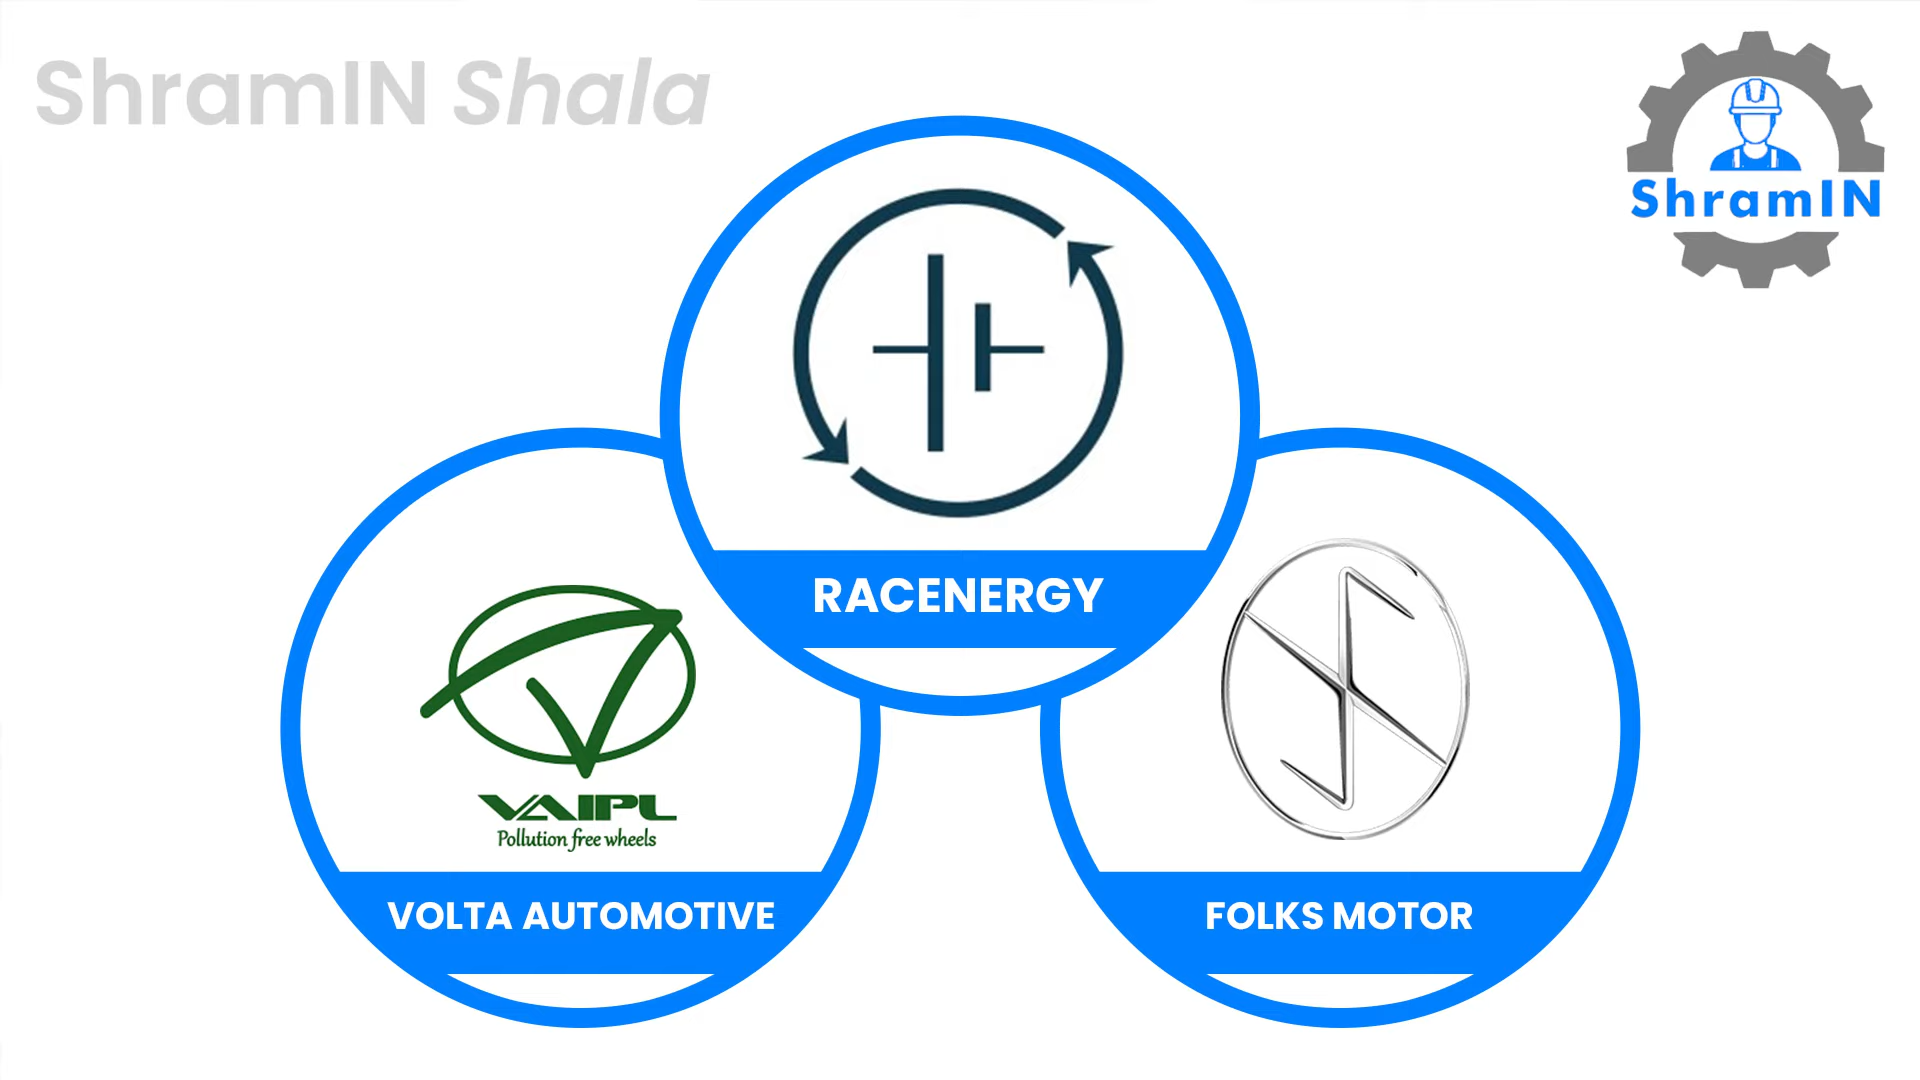 ShramIN Shala
ShramIN
RACENERGY
VAIPL
Pollution free wheels
VOLTA AUTOMOTIVE
FOLKS MOTOR